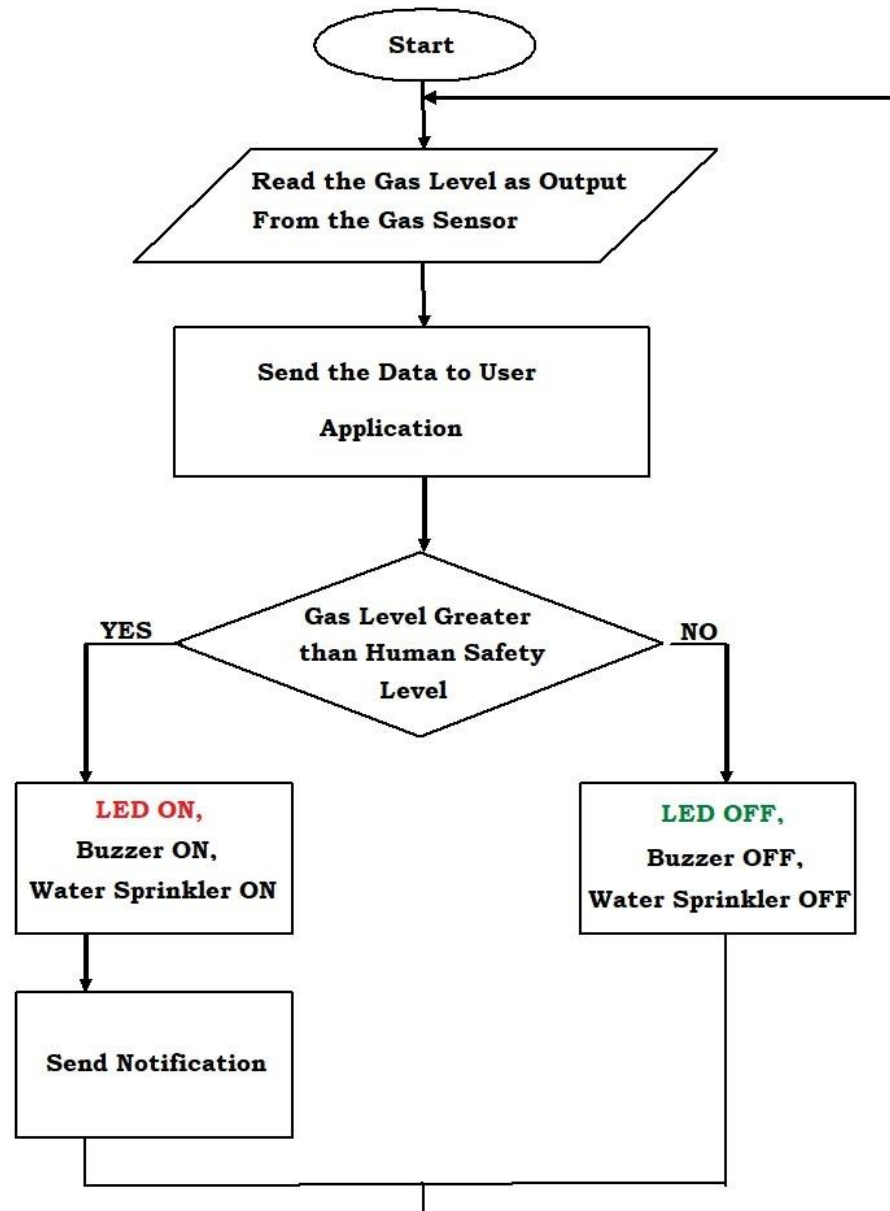 Start
Read the Gas Level as Output
From the Gas Sensor
Send the Data to User
Application
Gas Level Greater
than Human Safety
Level
YES
NO
LED ON,
Buzzer ON,
Water Sprinkler ON
LED OFF,
Buzzer OFF,
Water Sprinkler OFF
Send Notification